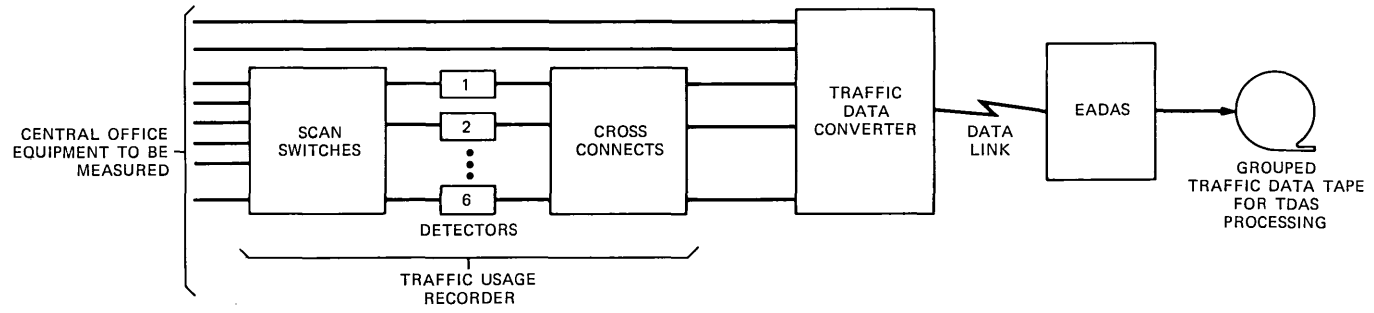 CENTRAL OFFICE
EQUIPMENT TO BE
MEASURED
SCAN
SWITCHES
1
2
6
DETECTORS
CROSS
CONNECTS
TRAFFIC USAGE
RECORDER
TRAFFIC
DATA
CONVERTER
DATA
LINK
EADAS
GROUPED
TRAFFIC DATA TAPE
FOR TDAS
PROCESSING